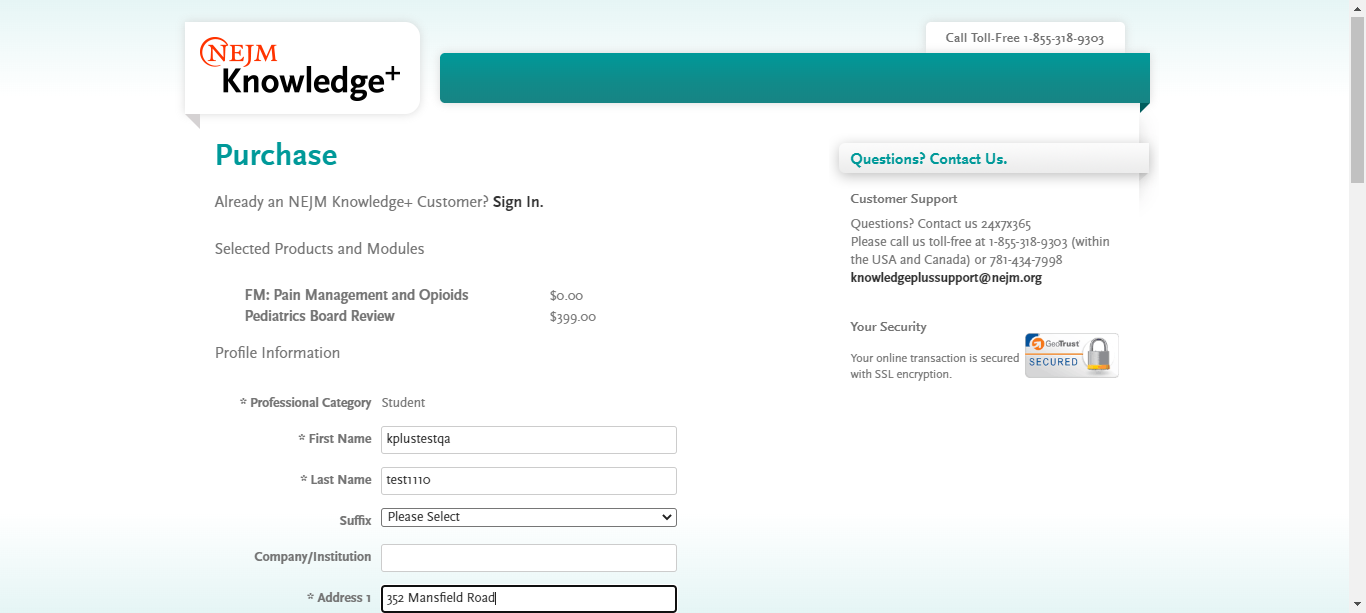 NEJM
Knowledge+
Call Toll-Free 1-855-318-9303
Purchase
Already an NEJM Knowledge+ Customer? Sign In.
Selected Products and Modules
FM: Pain Management and Opioids $0.00
Pediatrics Board Review $399.00
Profile Information
* Professional Category Student
* First Name kplustestqa
* Last Name test1110
Suffix Please Select
Company/Institution
* Address 1 352 Mansfield Road
Questions? Contact Us.
Customer Support
Questions? Contact us 24x7x365
Please call us toll-free at 1-855-318-9303 (within
the USA and Canada) or 781-434-7998
knowledgeplussupport@nejm.org
Your Security
Your online transaction is secured
with SSL encryption.
GeoTrust
SECURED